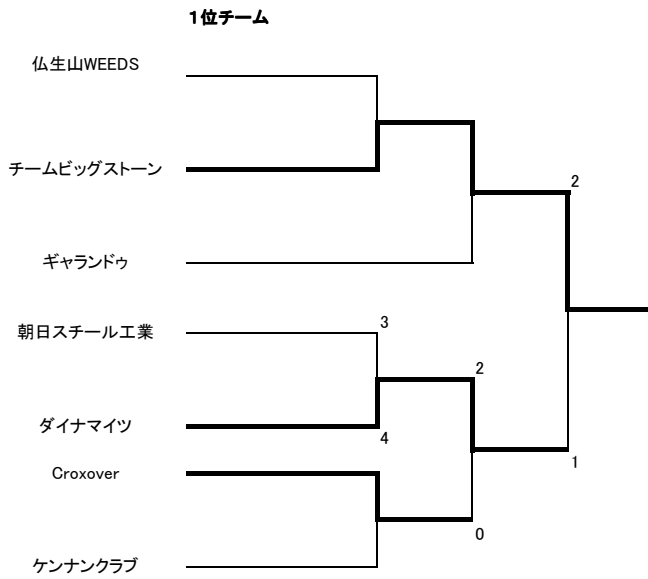 1位チーム
仏生山WEEDS
チームビッグストーン
2
ギャランドゥ
朝日スチール工業
3
2
ダイナマイツ
4
1
Croxover
0
ケンナンクラブ